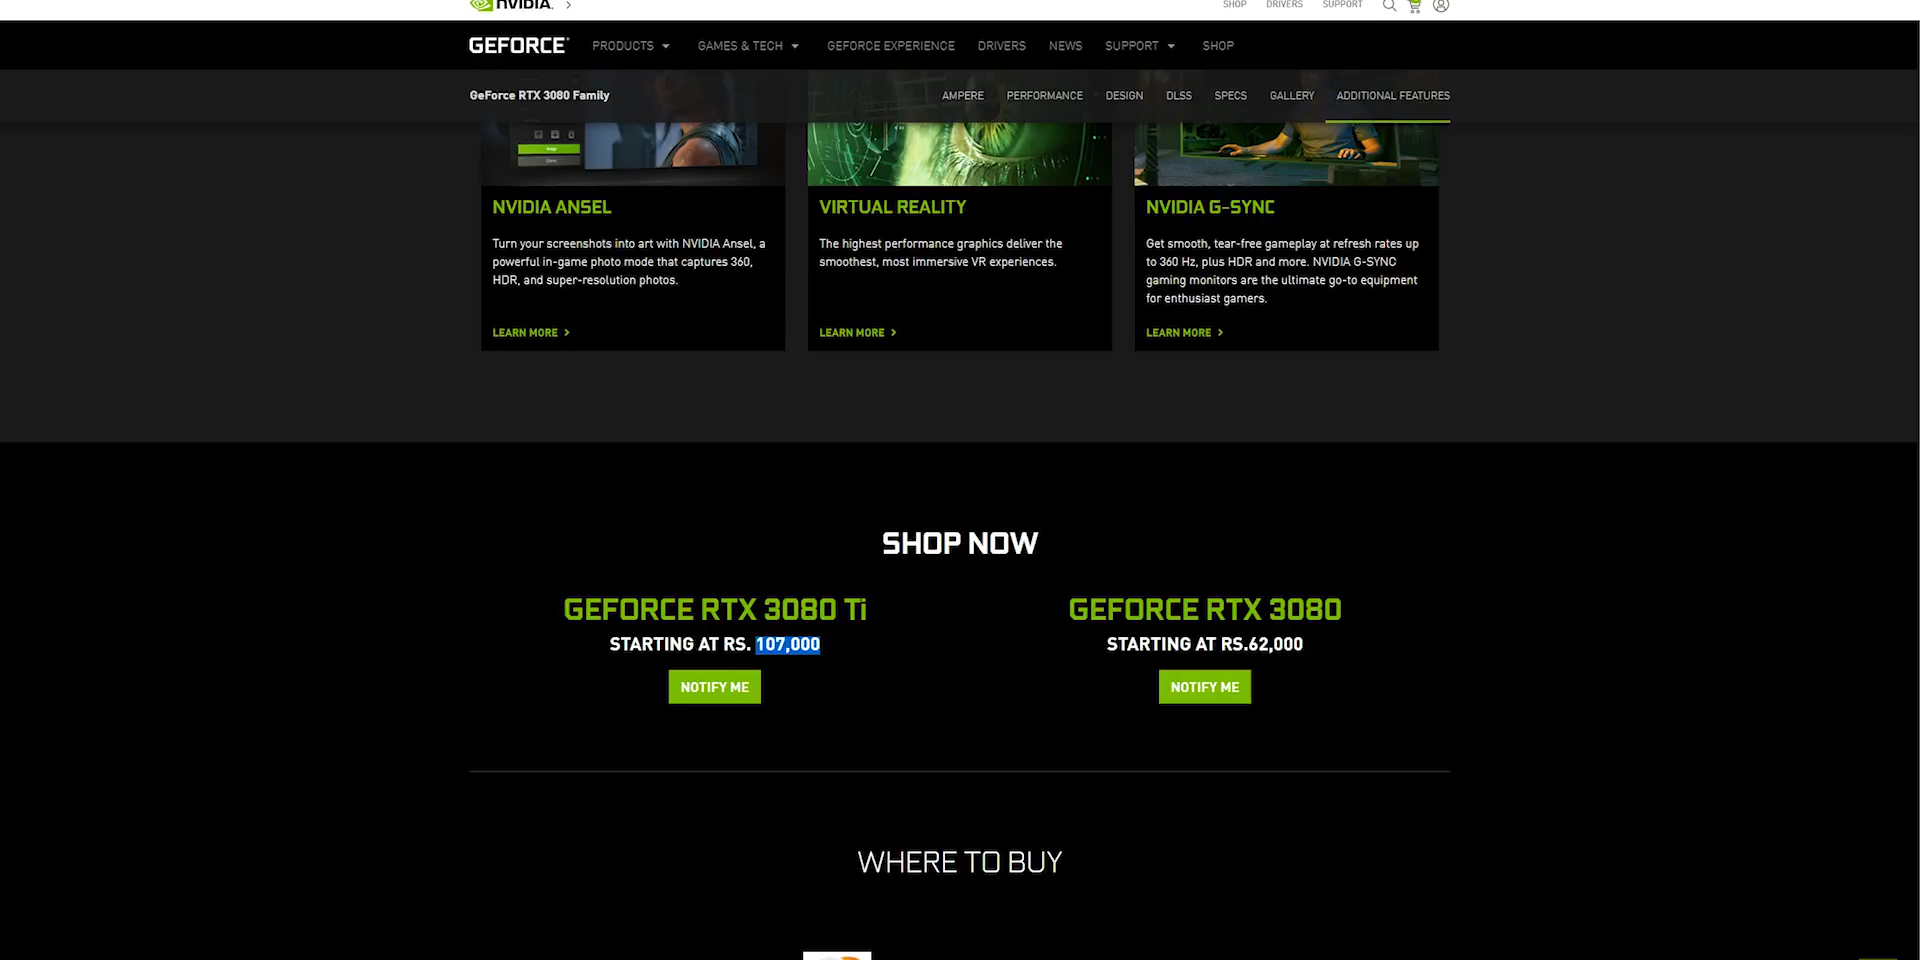 NVIDIA.
SHOP DRIVERS SUPPORT
GEFORCE PRODUCTS GAMES & TECH GEFORCE EXPERIENCE DRIVERS NEWS SUPPORT SHOP
GeForce RTX 3080 Family AMPERE PERFORMANCE DESIGN DLSS SPECS GALLERY ADDITIONAL FEATURES
NVIDIA ANSEL
Turn your screenshots into art with NVIDIA Ansel, a
powerful in-game photo mode that captures 360,
HDR, and super-resolution photos.
LEARN MORE >
VIRTUAL REALITY
The highest performance graphics deliver the
smoothest, most immersive VR experiences.
LEARN MORE >
NVIDIA G-SYNC
Get smooth, tear-free gameplay at refresh rates up
to 360 Hz, plus HDR and more. NVIDIA G-SYNC
gaming monitors are the ultimate go-to equipment
for enthusiast gamers.
LEARN MORE >
SHOP NOW
GEFORCE RTX 3080 Ti
STARTING AT RS. 107,000
NOTIFY ME
GEFORCE RTX 3080
STARTING AT RS.62,000
NOTIFY ME
WHERE TO BUY